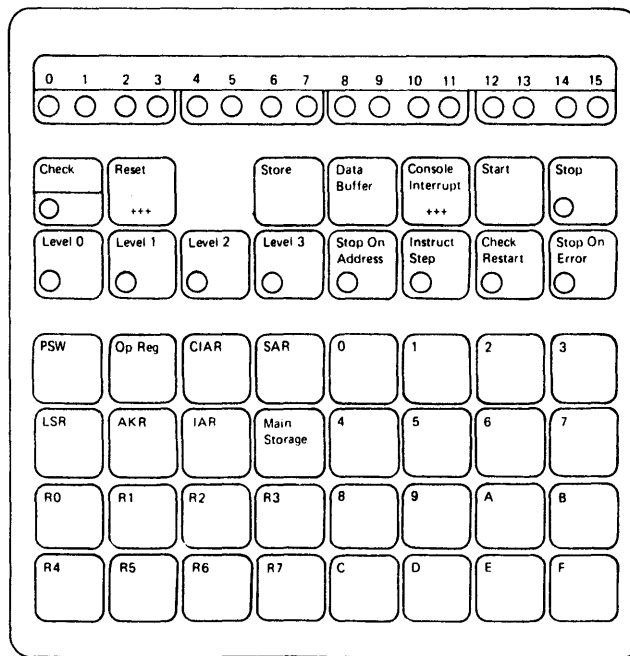 0 1 2 3 4 5 6 7 8 9 10 11 12 13 14 15
Check Reset Store Data Buffer Console Interrupt Start Stop
+++ +++
Level 0 Level 1 Level 2 Level 3 Stop On Address Instruct Step Check Restart Stop On Error
PSW Op Reg CIAR SAR 0 1 2 3
LSR AKR IAR Main Storage 4 5 6 7
R0 R1 R2 R3 8 9 A B
R4 R5 R6 R7 C D E F